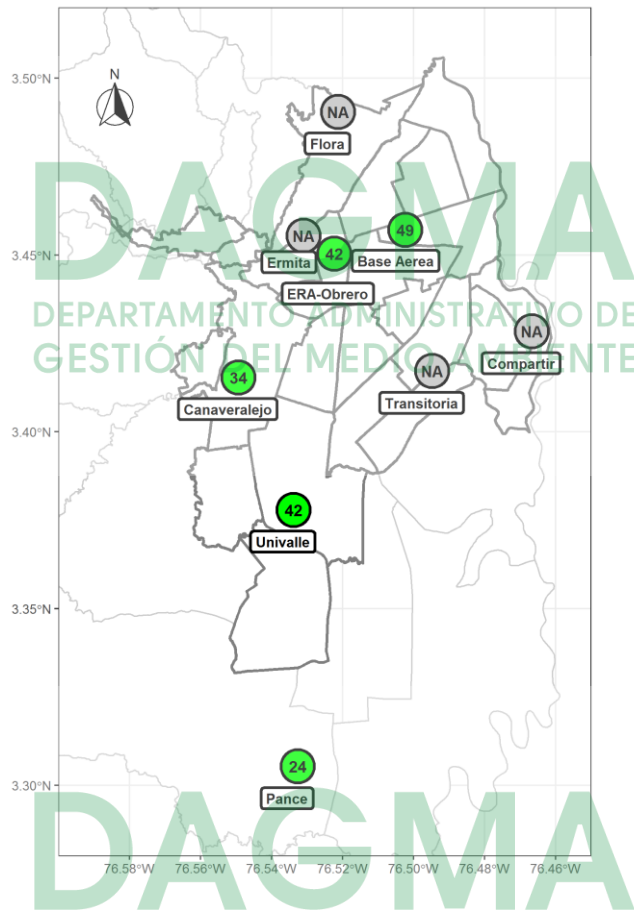 3.50°N
N
NA
Flora
DAGMA
NA
42
49
Ermita
Base Aerea
3.45°N
ERA-Obrero
DEPARTAMENTO ADMINISTRATIVO DE
GESTIÓN DEL MEDIO AMBIENTE
NA
Compartir
34
NA
Canaveralejo
Transitoria
3.40°N
42
Univalle
3.35°N
24
3.30°N
Pance
DAGMA
76.58°W 76.56°W 76.54°W 76.52°W 76.50°W 76.48°W 76.46°W